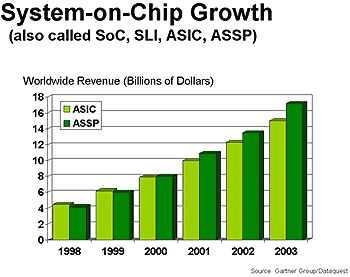 System-on-Chip Growth
(also called SoC, SLI, ASIC, ASSP)
Worldwide Revenue (Billions of Dollars)
18
16
14
12
10
8
6
4
2
0
ASIC
ASSP
1998 1999 2000 2001 2002 2003
Source: Gartner Group/Dataquest